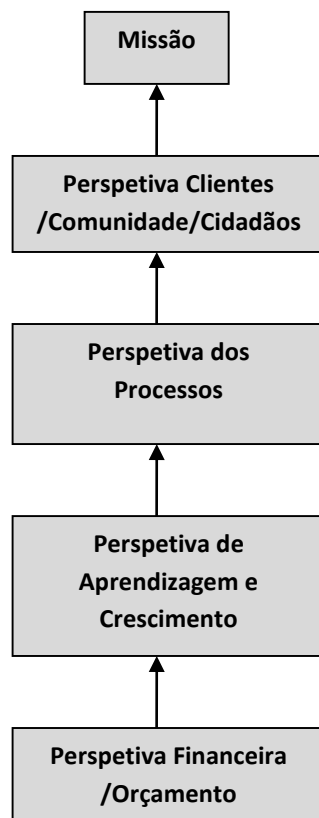 Missão
Perspetiva Clientes
/Comunidade/Cidadãos
Perspetiva dos
Processos
Perspetiva de
Aprendizagem e
Crescimento
Perspetiva Financeira
/Orçamento